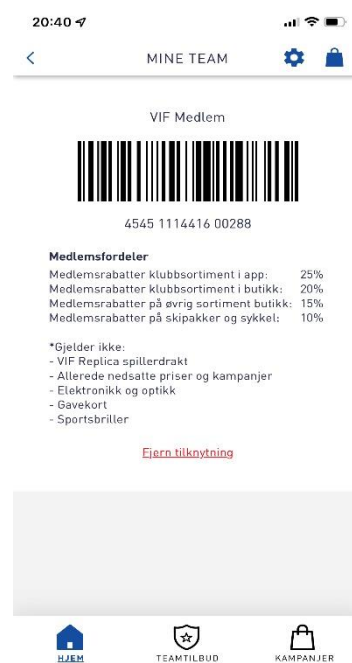 20:40
MINE TEAM
VIF Medlem
4545 1114416 00288
Medlemsfordeler
Medlemsrabatter klubbsortiment i app: 25%
Medlemsrabatter klubbsortiment i butikk: 20%
Medlemsrabatter på øvrig sortiment butikk: 15%
Medlemsrabatter på skipakker og sykkel: 10%
*Gjelder ikke:
- VIF Replica spillerdrakt
- Allerede nedsatte priser og kampanjer
- Elektronikk og optikk
- Gavekort
- Sportsbriller
Fjern tilknytning
HJEM TEAMTILBUD KAMPANJER